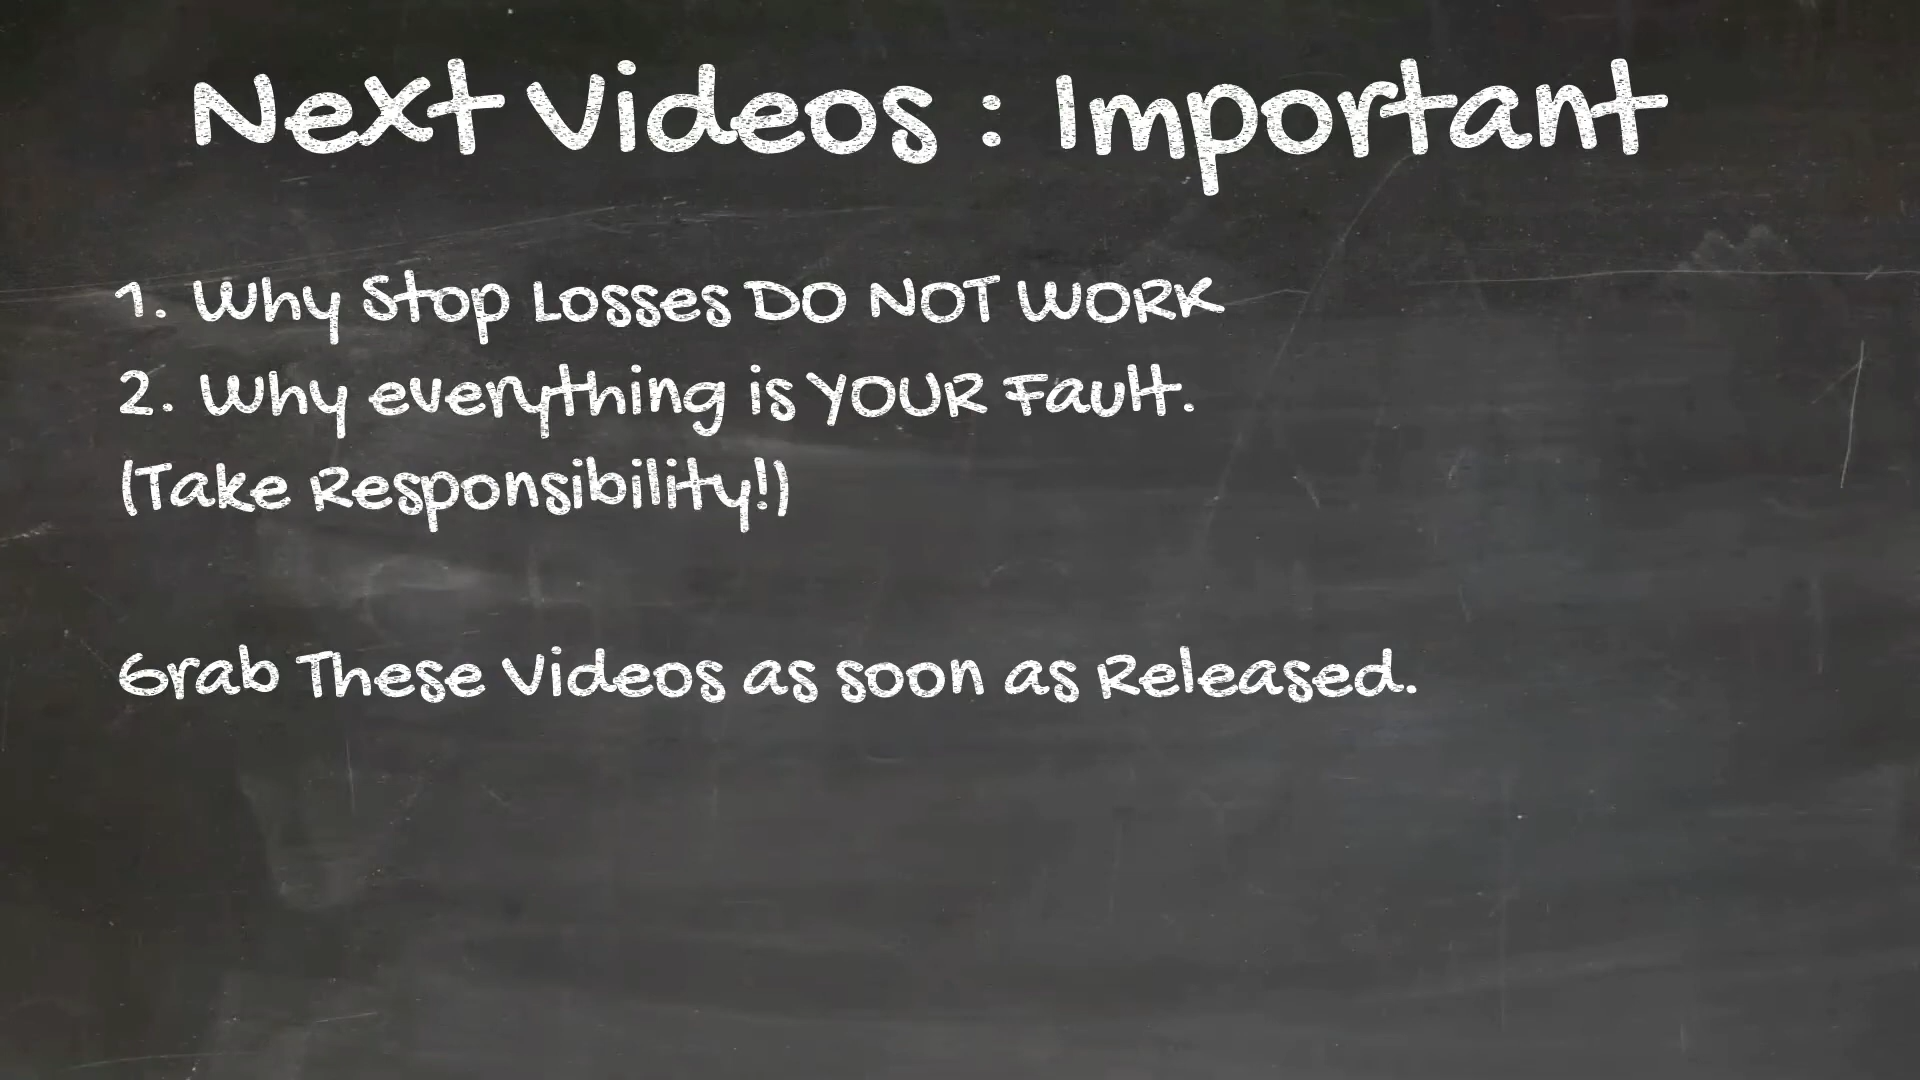 Next Videos : Important
1. Why Stop Losses DO NOT WORK
2. Why everything is YOUR Fault.
(Take Responsibility!)
Grab These Videos as soon as Released.